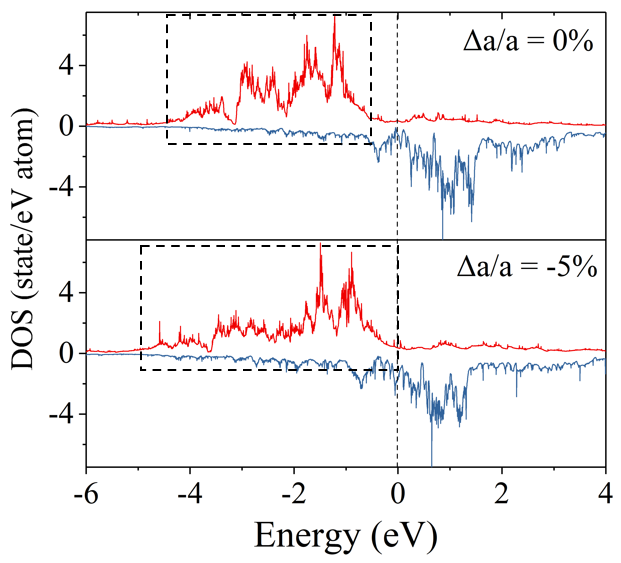 Δa/a = 0%
4
0
-4
Δa/a = -5%
4
0
-4
DOS (state/eV atom)
-6 -4 -2 0 2 4
Energy (eV)